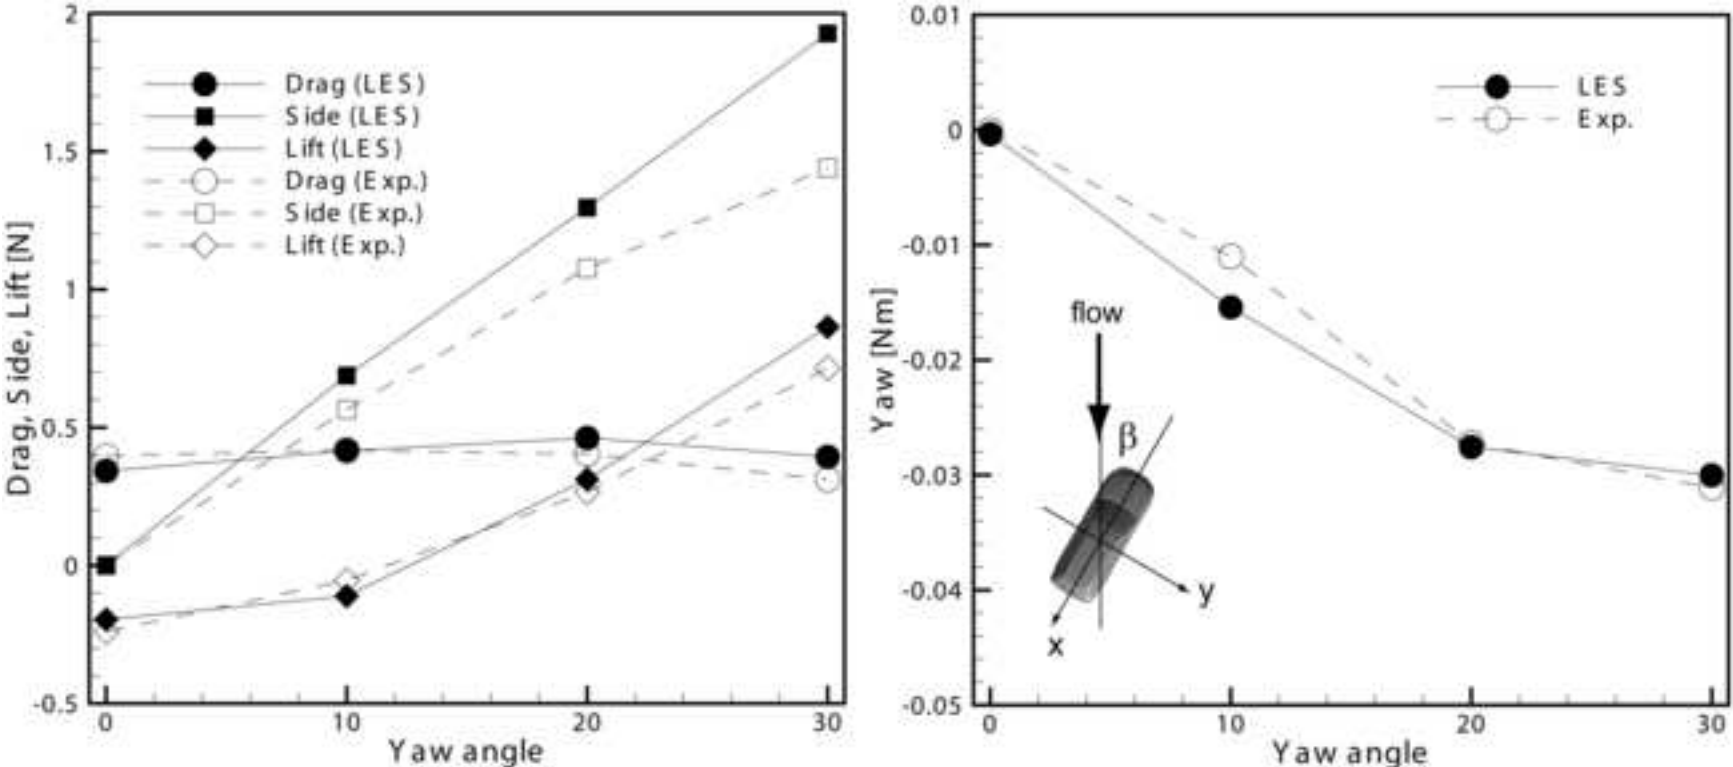 2
1.5
1
0.5
0
-0.5
Drag, Side, Lift [N]
Drag (LES)
Side (LES)
Lift (LES)
Drag (Exp.)
Side (Exp.)
Lift (Exp.)
0 10 20 30
Yaw angle
0.01
0
-0.01
-0.02
-0.03
-0.04
-0.05
Yaw [Nm]
LES
Exp.
flow
β
y
x
0 10 20 30
Yaw angle